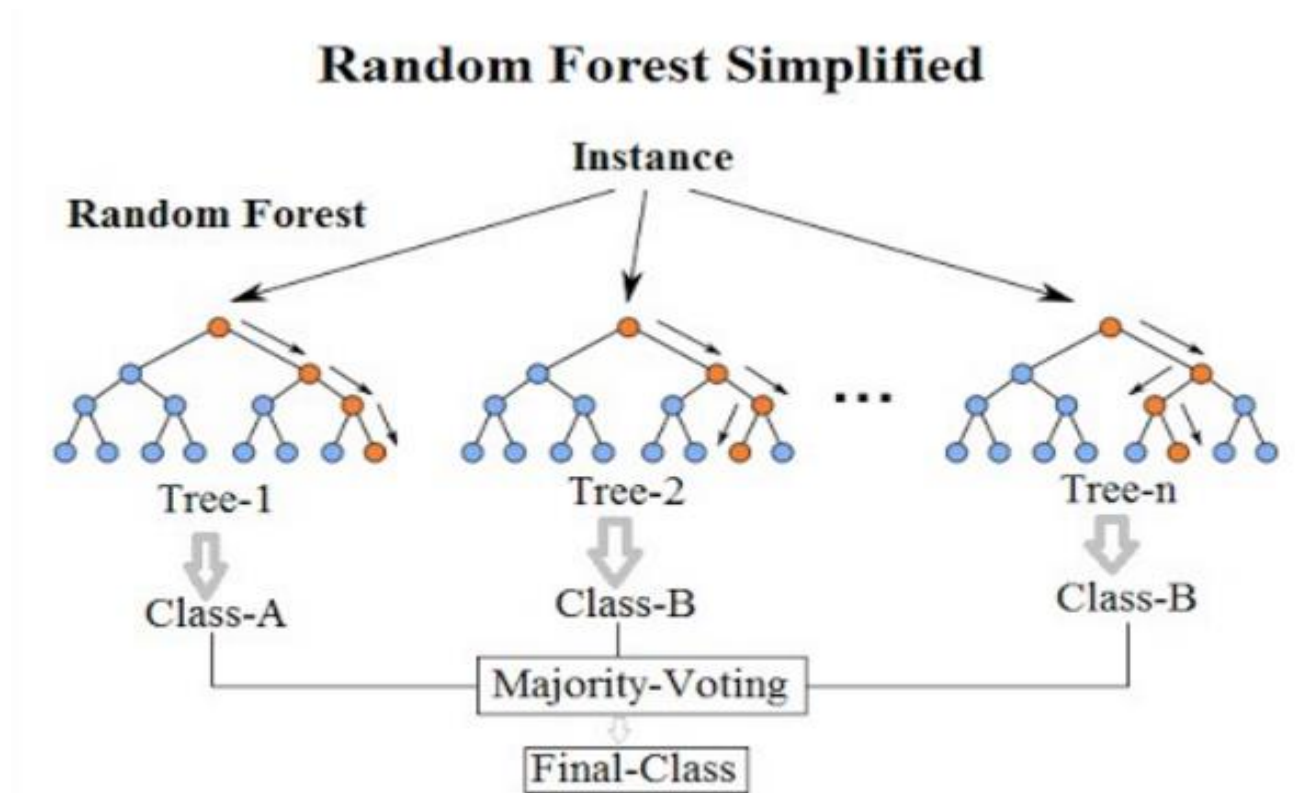 Random Forest Simplified
Instance
Random Forest
...
Tree-1
Tree-2
Tree-n
Class-A
Class-B
Class-B
Majority-Voting
Final-Class